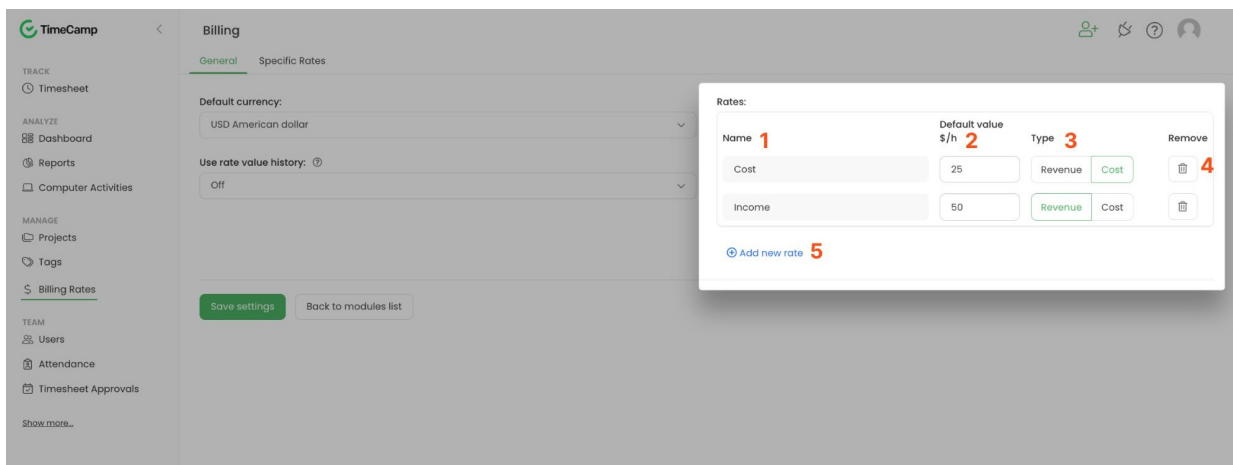 TimeCamp
Billing
General Specific Rates
TRACK
Timesheet
ANALYZE
Dashboard
Reports
Computer Activities
MANAGE
Projects
Tags
$ Billing Rates
TEAM
Users
Attendance
Timesheet Approvals
Show more...
Default currency:
USD American dollar
Use rate value history: ?
Off
Save settings Back to modules list
Rates:
Name 1 Default value $/h 2 Type 3 Remove
Cost 25 Revenue Cost 4
Income 50 Revenue Cost
Add new rate 5